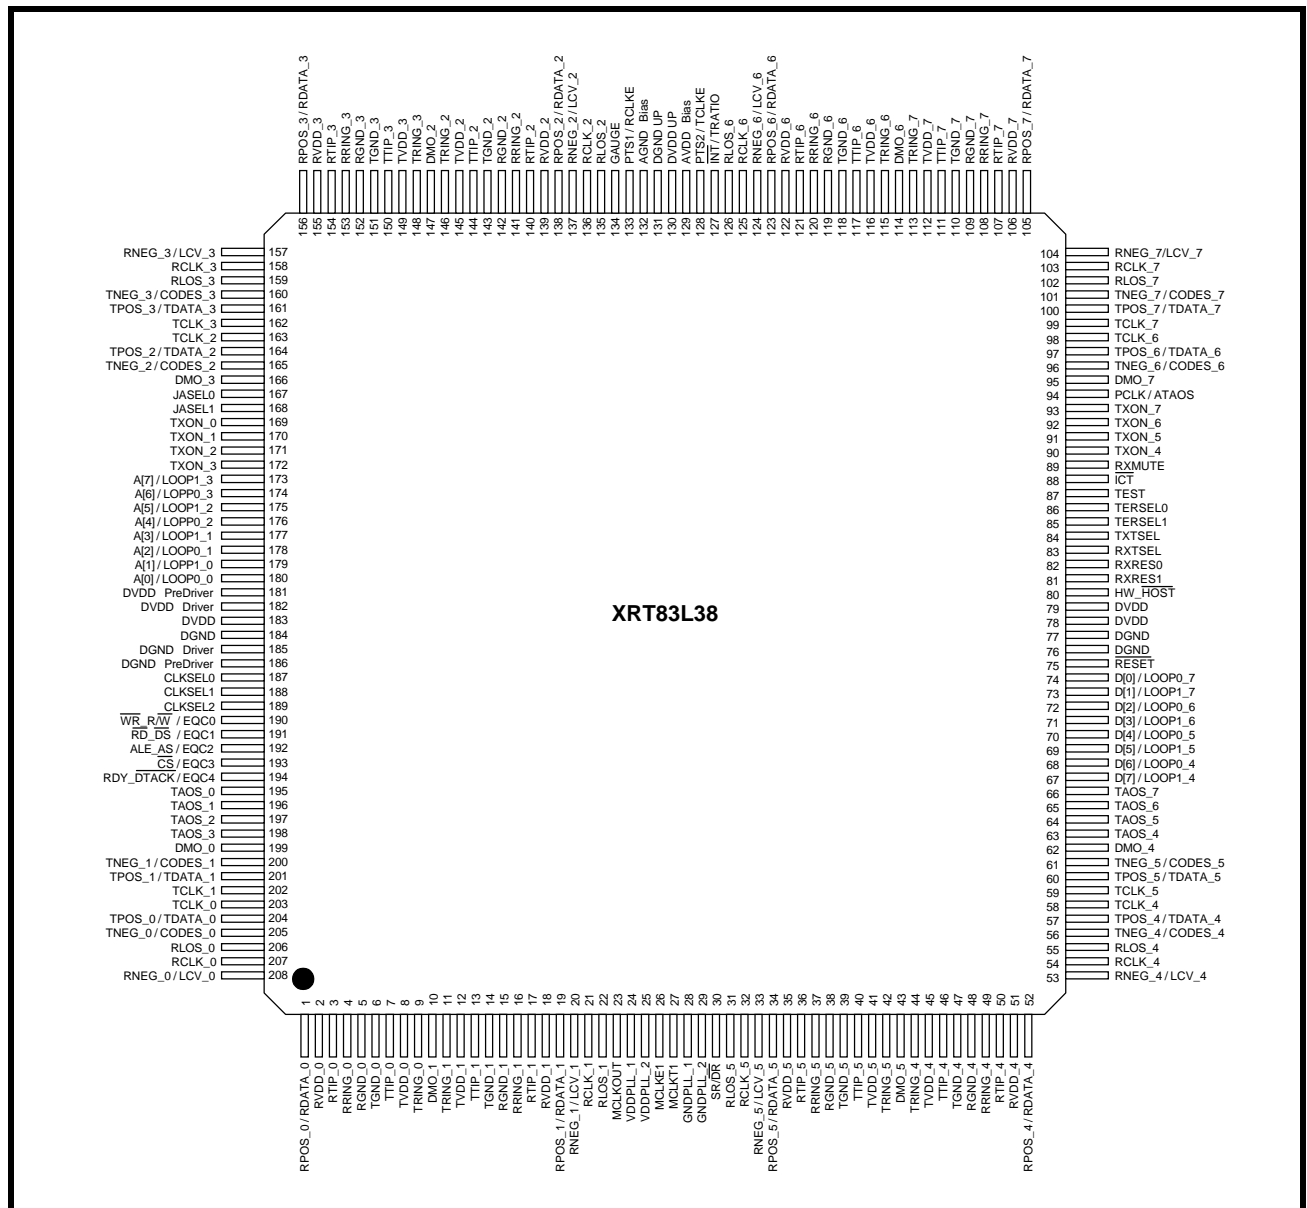 RPOS_3 / RDATA_3
RVDD_3
RTIP_3
RRING_3
RGND_3
TGND_3
TTIP_3
TVDD_3
TRING_3
DMO_2
TRING_2
TVDD_2
TTIP_2
TGND_2
RGND_2
RRING_2
RTIP_2
RVDD_2
RPOS_2 / RDATA_2
RNEG_2 / LCV_2
RCLK_2
RLOS_2
GAUGE
PTS1 / RCLKE
AGND Bias
DGND UP
DVDD UP
AVDD Bias
PTS2 / TCLKE
INT / TRATIO
RLOS_6
RCLK_6
RNEG_6 / LCV_6
RPOS_6 / RDATA_6
RVDD_6
RTIP_6
RRING_6
RGND_6
TGND_6
TTIP_6
TVDD_6
TRING_6
DMO_6
TRING_7
TVDD_7
TTIP_7
TGND_7
RGND_7
RRING_7
RTIP_7
RVDD_7
RPOS_7 / RDATA_7
156 155 154 153 152 151 150 149 148 147 146 145 144 143 142 141 140 139 138 137 136 135 134 133 132 131 130 129 128 127 126 125 124 123 122 121 120 119 118 117 116 115 114 113 112 111 110 109 108 107 106 105
RNEG_3 / LCV_3 157
RCLK_3 158
RLOS_3 159
TNEG_3 / CODES_3 160
TPOS_3 / TDATA_3 161
TCLK_3 162
TCLK_2 163
TPOS_2 / TDATA_2 164
TNEG_2 / CODES_2 165
DMO_3 166
JASEL0 167
JASEL1 168
TXON_0 169
TXON_1 170
TXON_2 171
TXON_3 172
A[7] / LOOP1_3 173
A[6] / LOPP0_3 174
A[5] / LOOP1_2 175
A[4] / LOPP0_2 176
A[3] / LOOP1_1 177
A[2] / LOOP0_1 178
A[1] / LOPP1_0 179
A[0] / LOOP0_0 180
DVDD PreDriver 181
DVDD Driver 182
DVDD 183
DGND 184
DGND Driver 185
DGND PreDriver 186
CLKSEL0 187
CLKSEL1 188
CLKSEL2 189
WR_R/W / EQC0 190
RD_DS / EQC1 191
ALE_AS / EQC2 192
CS / EQC3 193
RDY_DTACK / EQC4 194
TAOS_0 195
TAOS_1 196
TAOS_2 197
TAOS_3 198
DMO_0 199
TNEG_1 / CODES_1 200
TPOS_1 / TDATA_1 201
TCLK_1 202
TCLK_0 203
TPOS_0 / TDATA_0 204
TNEG_0 / CODES_0 205
RLOS_0 206
RCLK_0 207
RNEG_0 / LCV_0 208
XRT83L38
104 RNEG_7/LCV_7
103 RCLK_7
102 RLOS_7
101 TNEG_7 / CODES_7
100 TPOS_7 / TDATA_7
99 TCLK_7
98 TCLK_6
97 TPOS_6 / TDATA_6
96 TNEG_6 / CODES_6
95 DMO_7
94 PCLK / ATAOS
93 TXON_7
92 TXON_6
91 TXON_5
90 TXON_4
89 RXMUTE
88 ICT
87 TEST
86 TERSEL0
85 TERSEL1
84 TXTSEL
83 RXTSEL
82 RXRES0
81 RXRES1
80 HW_HOST
79 DVDD
78 DVDD
77 DGND
76 DGND
75 RESET
74 D[0] / LOOP0_7
73 D[1] / LOOP1_7
72 D[2] / LOOP0_6
71 D[3] / LOOP1_6
70 D[4] / LOOP0_5
69 D[5] / LOOP1_5
68 D[6] / LOOP0_4
67 D[7] / LOOP1_4
66 TAOS_7
65 TAOS_6
64 TAOS_5
63 TAOS_4
62 DMO_4
61 TNEG_5 / CODES_5
60 TPOS_5 / TDATA_5
59 TCLK_5
58 TCLK_4
57 TPOS_4 / TDATA_4
56 TNEG_4 / CODES_4
55 RLOS_4
54 RCLK_4
53 RNEG_4 / LCV_4
1 2 3 4 5 6 7 8 9 10 11 12 13 14 15 16 17 18 19 20 21 22 23 24 25 26 27 28 29 30 31 32 33 34 35 36 37 38 39 40 41 42 43 44 45 46 47 48 49 50 51 52
RPOS_0 / RDATA_0
RVDD_0
RTIP_0
RRING_0
RGND_0
TGND_0
TTIP_0
TVDD_0
TRING_0
DMO_1
TRING_1
TVDD_1
TTIP_1
TGND_1
RGND_1
RRING_1
RTIP_1
RVDD_1
RPOS_1 / RDATA_1
RNEG_1 / LCV_1
RCLK_1
RLOS_1
MCLKOUT
VDDPLL_1
VDDPLL_2
MCLKE1
MCLKT1
GNDPLL_1
GNDPLL_2
SR/DR
RLOS_5
RCLK_5
RNEG_5 / LCV_5
RPOS_5 / RDATA_5
RVDD_5
RTIP_5
RRING_5
RGND_5
TGND_5
TTIP_5
TVDD_5
TRING_5
DMO_5
TRING_4
TVDD_4
TTIP_4
TGND_4
RGND_4
RRING_4
RTIP_4
RVDD_4
RPOS_4 / RDATA_4